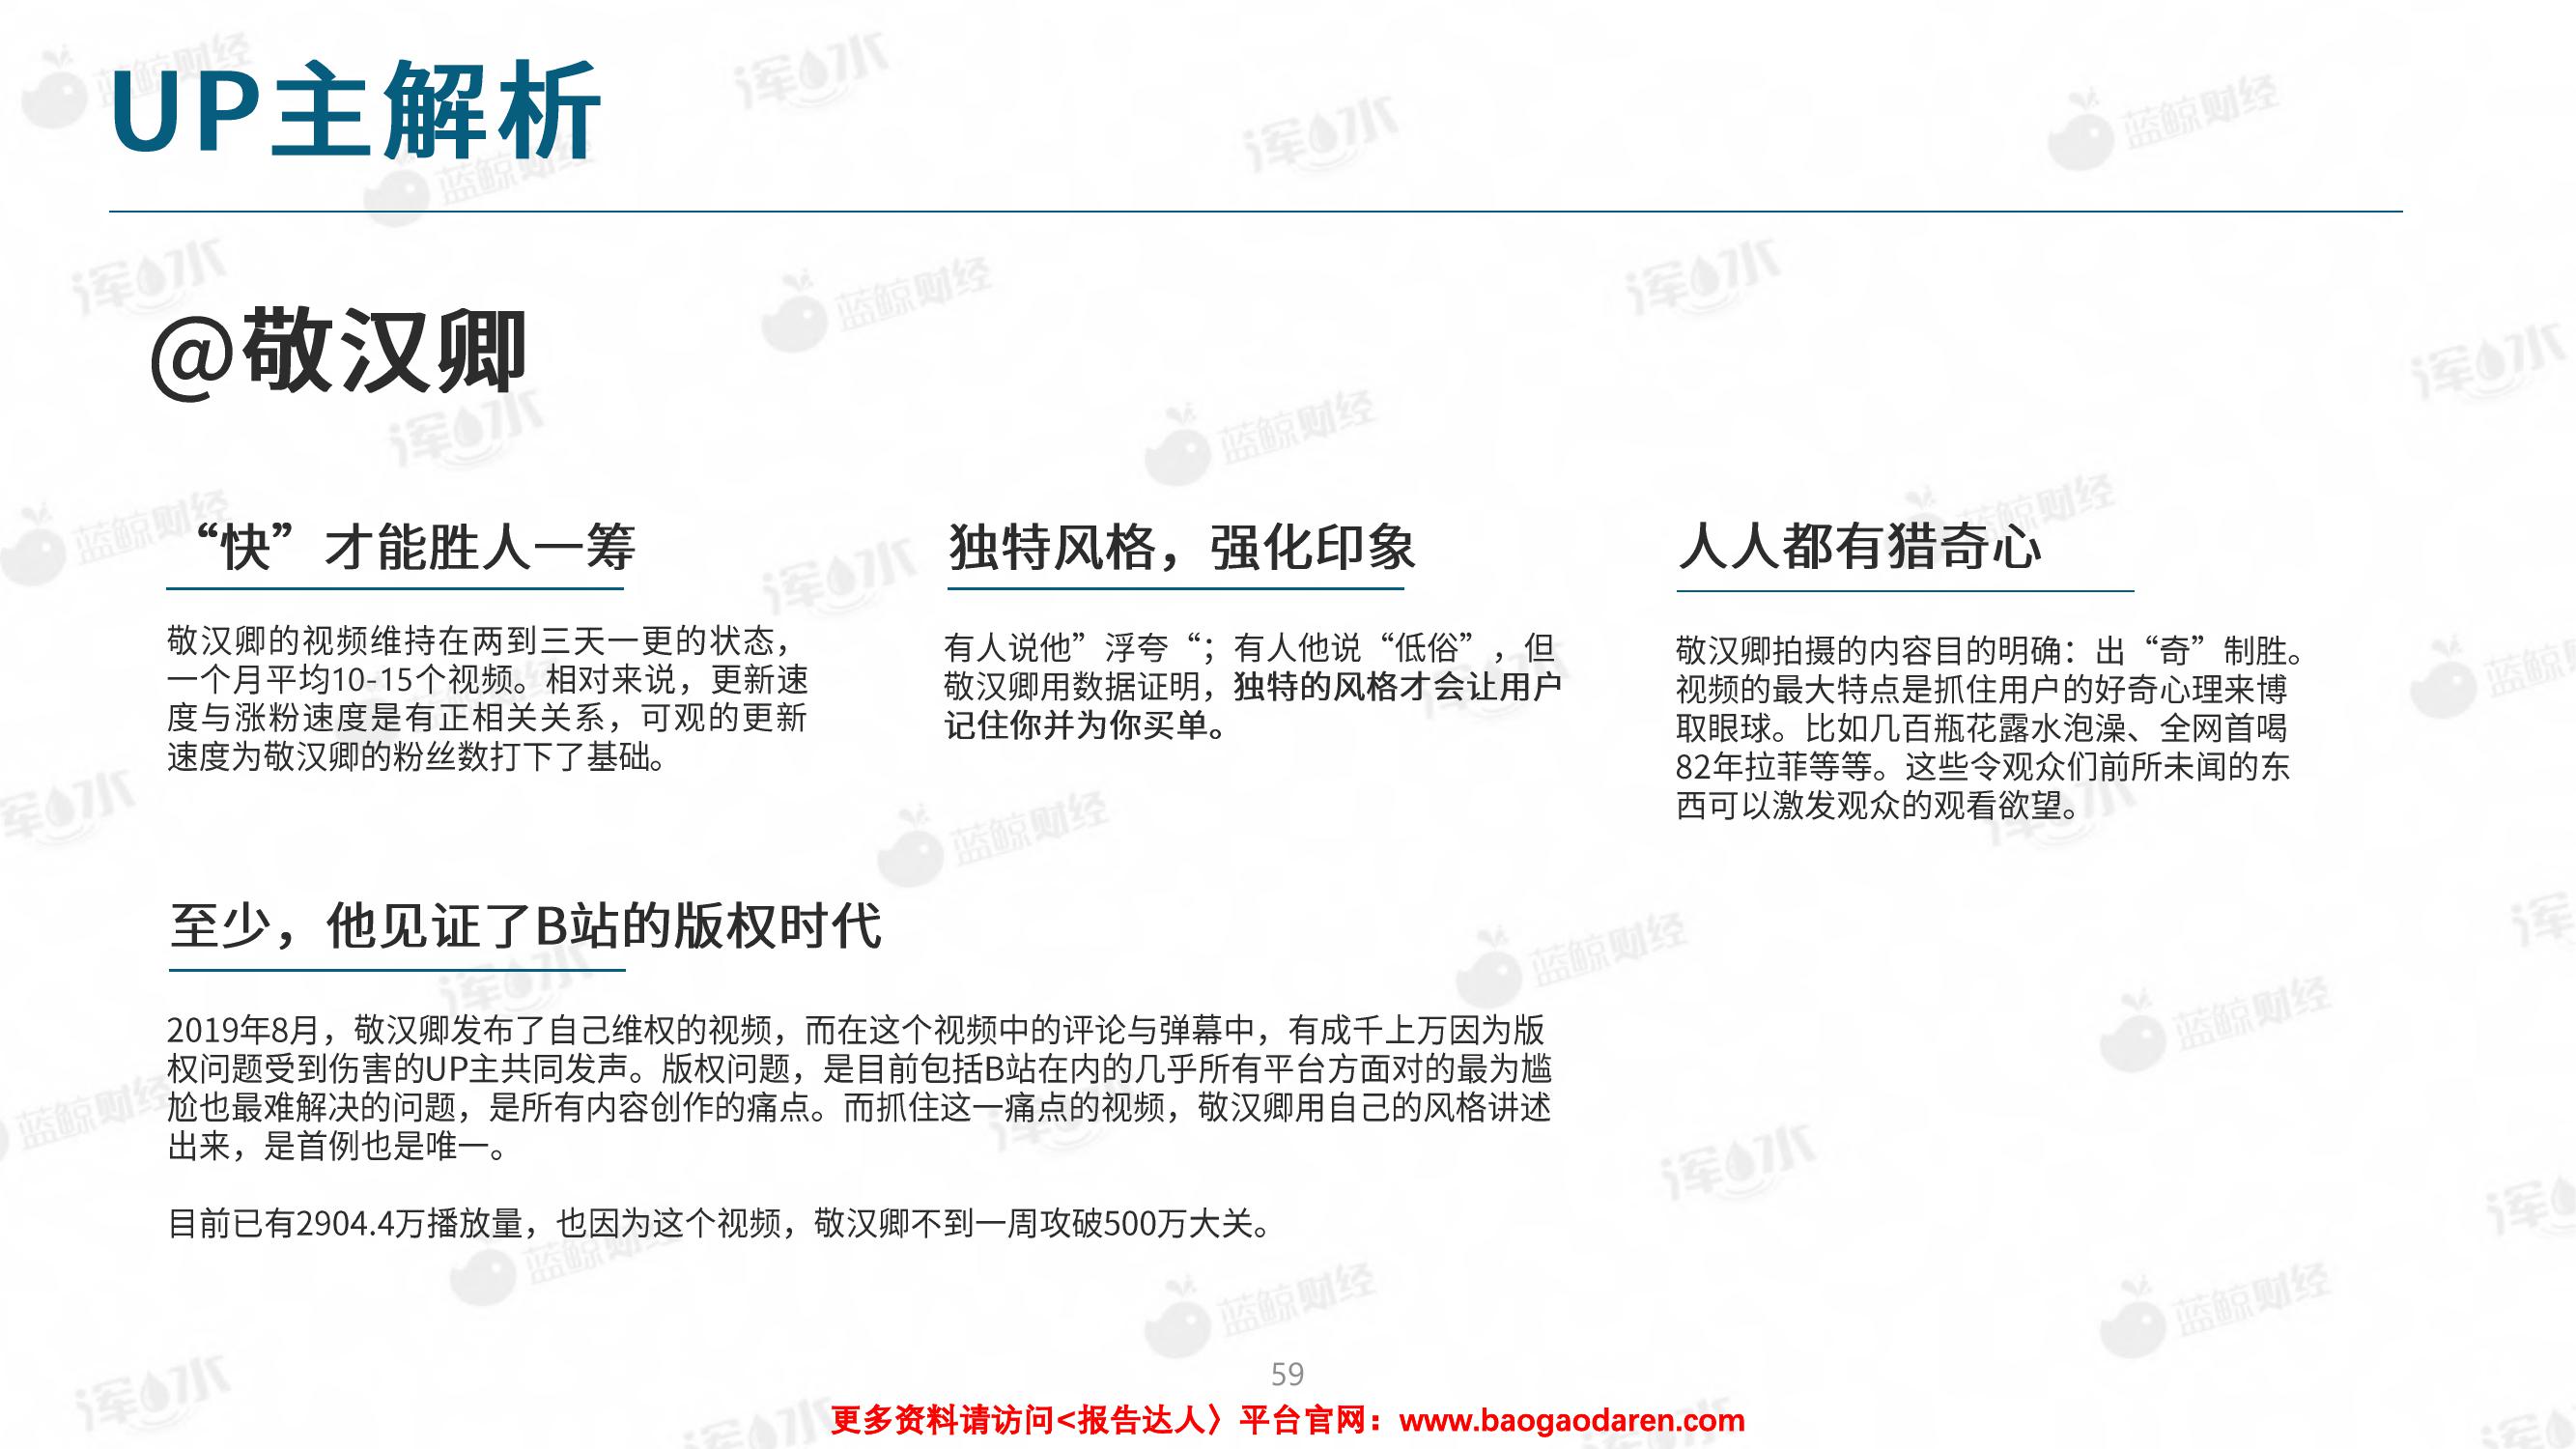 UP主解析
@敬汉卿
“快”才能胜人一筹
敬汉卿的视频维持在两到三天一更的状态，
一个月平均10-15个视频。相对来说，更新速
度与涨粉速度是有正相关关系，可观的更新
速度为敬汉卿的粉丝数打下了基础。
独特风格，强化印象
有人说他”浮夸“；有人他说“低俗”，但
敬汉卿用数据证明，独特的风格才会让用户
记住你并为你买单。
人人都有猎奇心
敬汉卿拍摄的内容目的明确：出“奇”制胜。
视频的最大特点是抓住用户的好奇心理来博
取眼球。比如几百瓶花露水泡澡、全网首喝
82年拉菲等等。这些令观众们前所未闻的东
西可以激发观众的观看欲望。
至少，他见证了B站的版权时代
2019年8月，敬汉卿发布了自己维权的视频，而在这个视频中的评论与弹幕中，有成千上万因为版
权问题受到伤害的UP主共同发声。版权问题，是目前包括B站在内的几乎所有平台方面对的最为尴
尬也最难解决的问题，是所有内容创作的痛点。而抓住这一痛点的视频，敬汉卿用自己的风格讲述
出来，是首例也是唯一。
目前已有2904.4万播放量，也因为这个视频，敬汉卿不到一周攻破500万大关。
59
更多资料请访问<报告达人〉平台官网：www.baogaodaren.com
蓝鲸财经
浑水